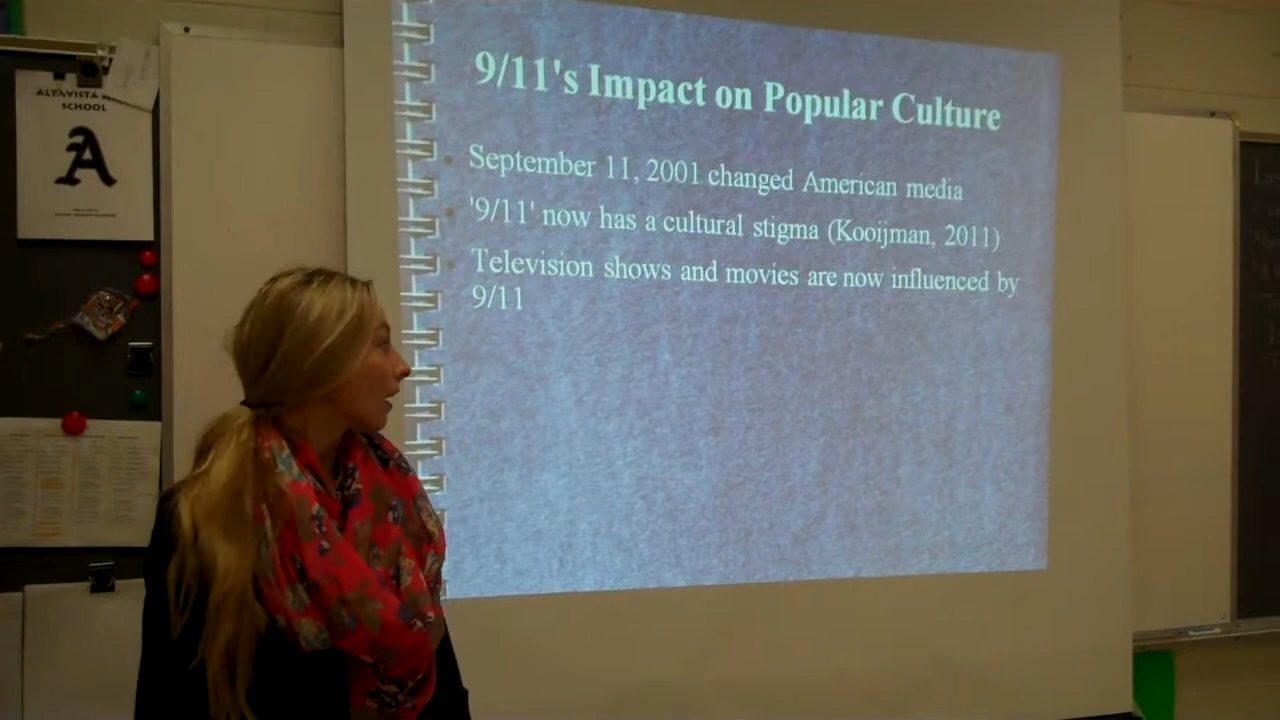 ALTAVISTA
SCHOOL
A
9/11's Impact on Popular Culture
September 11, 2001 changed American media
'9/11' now has a cultural stigma (Kooijman, 2011)
Television shows and movies are now influenced by
9/11